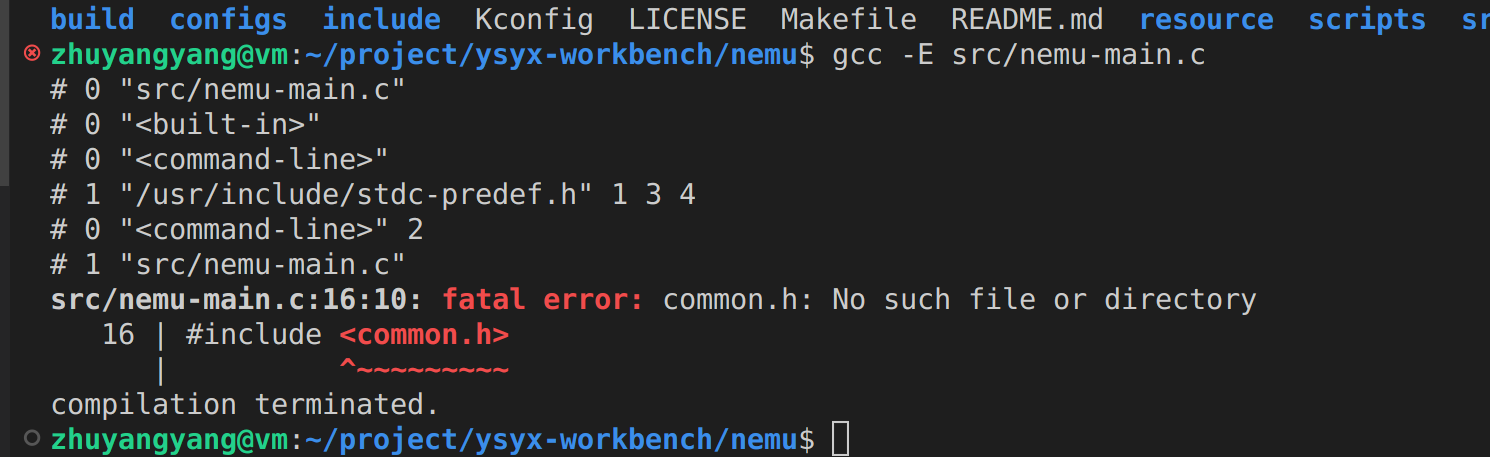 build  configs  include  Kconfig  LICENSE  Makefile  README.md  resource  scripts  sr
zhuyangyang@vm:~/project/ysyx-workbench/nemu$ gcc -E src/nemu-main.c
# 0 "src/nemu-main.c"
# 0 "<built-in>"
# 0 "<command-line>"
# 1 "/usr/include/stdc-predef.h" 1 3 4
# 0 "<command-line>" 2
# 1 "src/nemu-main.c"
src/nemu-main.c:16:10: fatal error: common.h: No such file or directory
   16 | #include <common.h>
      |          ^~~~~~~~~~
compilation terminated.
zhuyangyang@vm:~/project/ysyx-workbench/nemu$